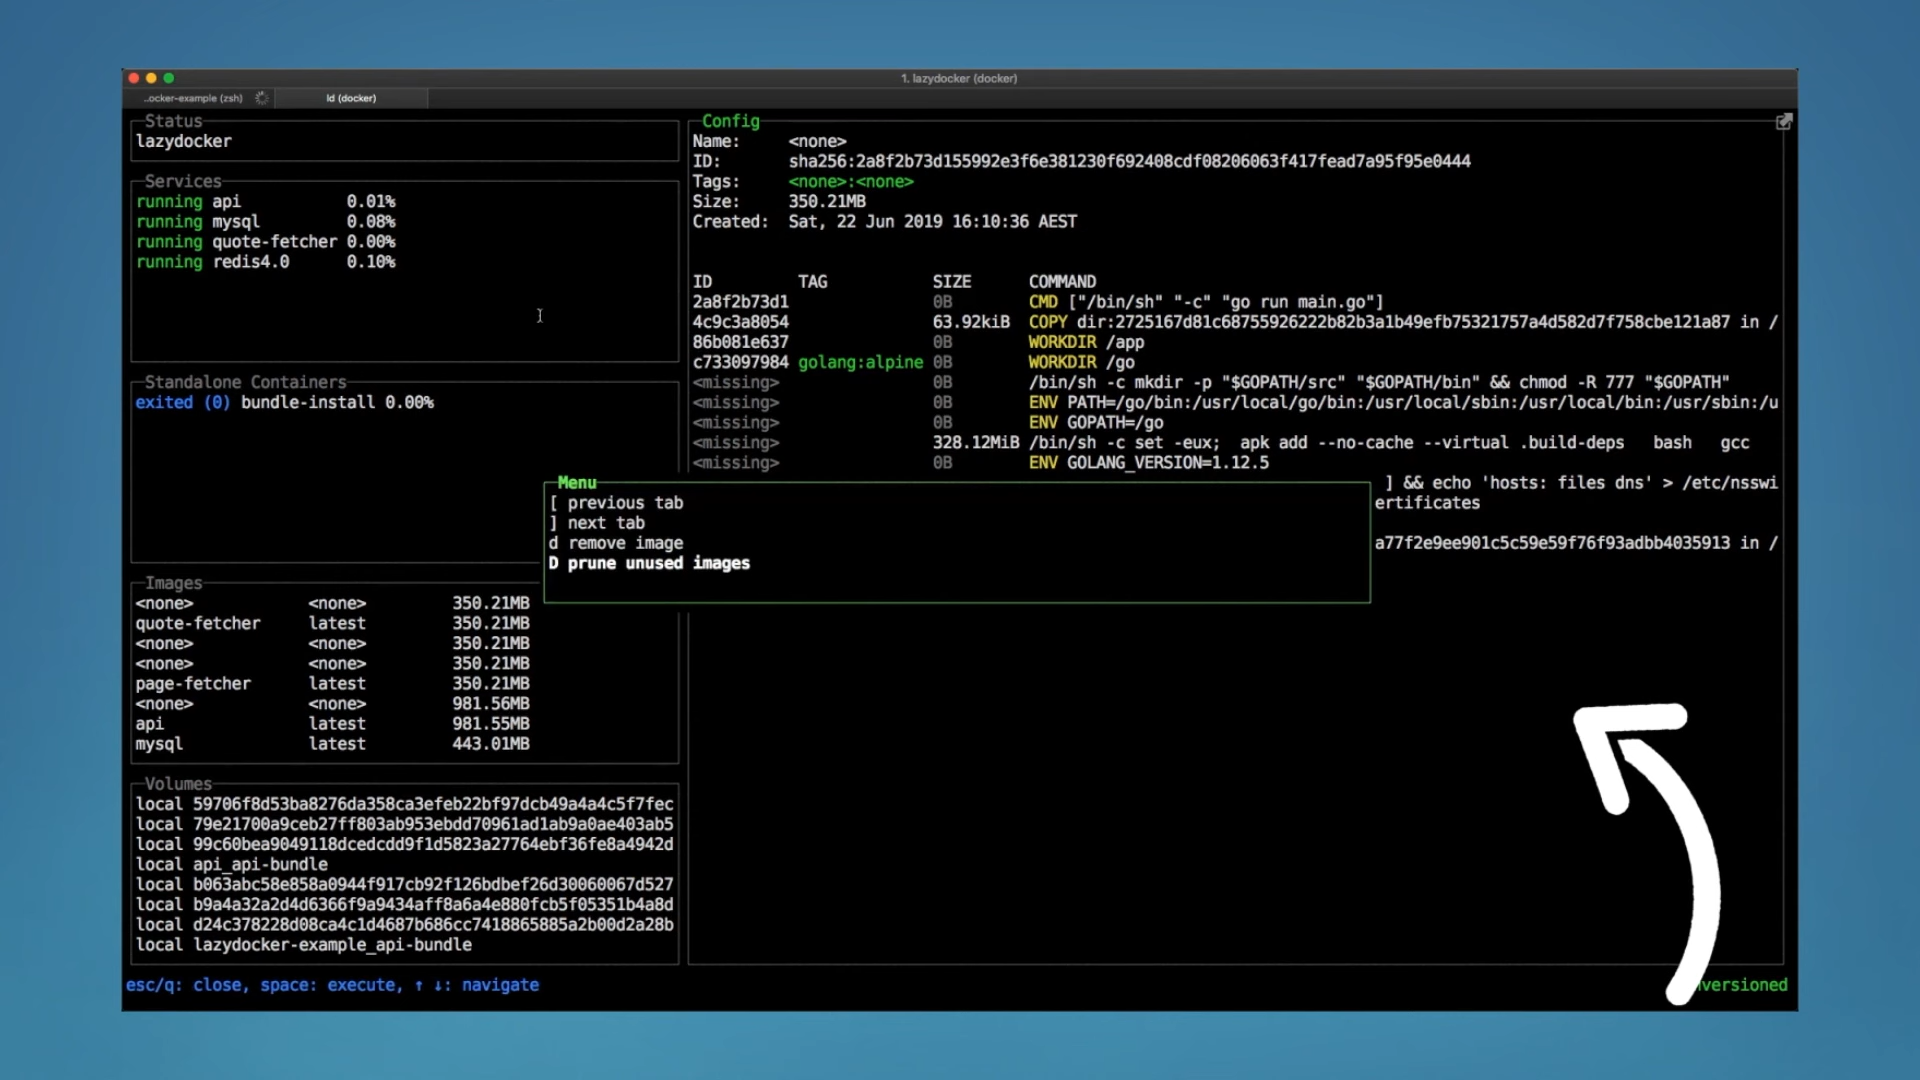 1. lazydocker (docker)
..ocker-example (zsh)
ld (docker)
Status
lazydocker
Services
running api 0.01%
running mysql 0.08%
running quote-fetcher 0.00%
running redis4.0 0.10%
Standalone Containers
exited (0) bundle-install 0.00%
Images
<none> <none> 350.21MB
quote-fetcher latest 350.21MB
<none> <none> 350.21MB
<none> <none> 350.21MB
page-fetcher latest 350.21MB
<none> <none> 981.56MB
api latest 981.55MB
mysql latest 443.01MB
Volumes
local 59706f8d53ba8276da358ca3efeb22bf97dcb49a4a4c5f7fec
local 79e21700a9ceb27ff803ab953ebdd70961ad1ab9a0ae403ab5
local 99c60bea9049118dcedcdd9f1d5823a27764ebf36fe8a4942d
local api_api-bundle
local b063abc58e858a0944f917cb92f126bdbef26d30060067d527
local b9a4a32a2d4d6366f9a9434aff8a6a4e880fcb5f05351b4a8d
local d24c378228d08ca4c1d4687b686cc7418865885a2b00d2a28b
local lazydocker-example_api-bundle
Config
Name: <none>
ID: sha256:2a8f2b73d155992e3f6e381230f692408cdf08206063f417fead7a95f95e0444
Tags: <none>:<none>
Size: 350.21MB
Created: Sat, 22 Jun 2019 16:10:36 AEST
ID TAG SIZE COMMAND
2a8f2b73d1 0B CMD ["/bin/sh" "-c" "go run main.go"]
4c9c3a8054 63.92kiB COPY dir:2725167d81c68755926222b82b3a1b49efb75321757a4d582d7f758cbe121a87 in /
86b081e637 0B WORKDIR /app
c733097984 golang:alpine 0B WORKDIR /go
<missing> 0B /bin/sh -c mkdir -p "$GOPATH/src" "$GOPATH/bin" && chmod -R 777 "$GOPATH"
<missing> 0B ENV PATH=/go/bin:/usr/local/go/bin:/usr/local/sbin:/usr/local/bin:/usr/sbin:/u
<missing> 0B ENV GOPATH=/go
<missing> 328.12MiB /bin/sh -c set -eux; apk add --no-cache --virtual .build-deps bash gcc
<missing> 0B ENV GOLANG_VERSION=1.12.5
] && echo 'hosts: files dns' > /etc/nsswi
ertificates
a77f2e9ee901c5c59e59f76f93adbb4035913 in /
Menu
[ previous tab
] next tab
d remove image
D prune unused images
esc/q: close, space: execute, ↑ ↓: navigate
versioned